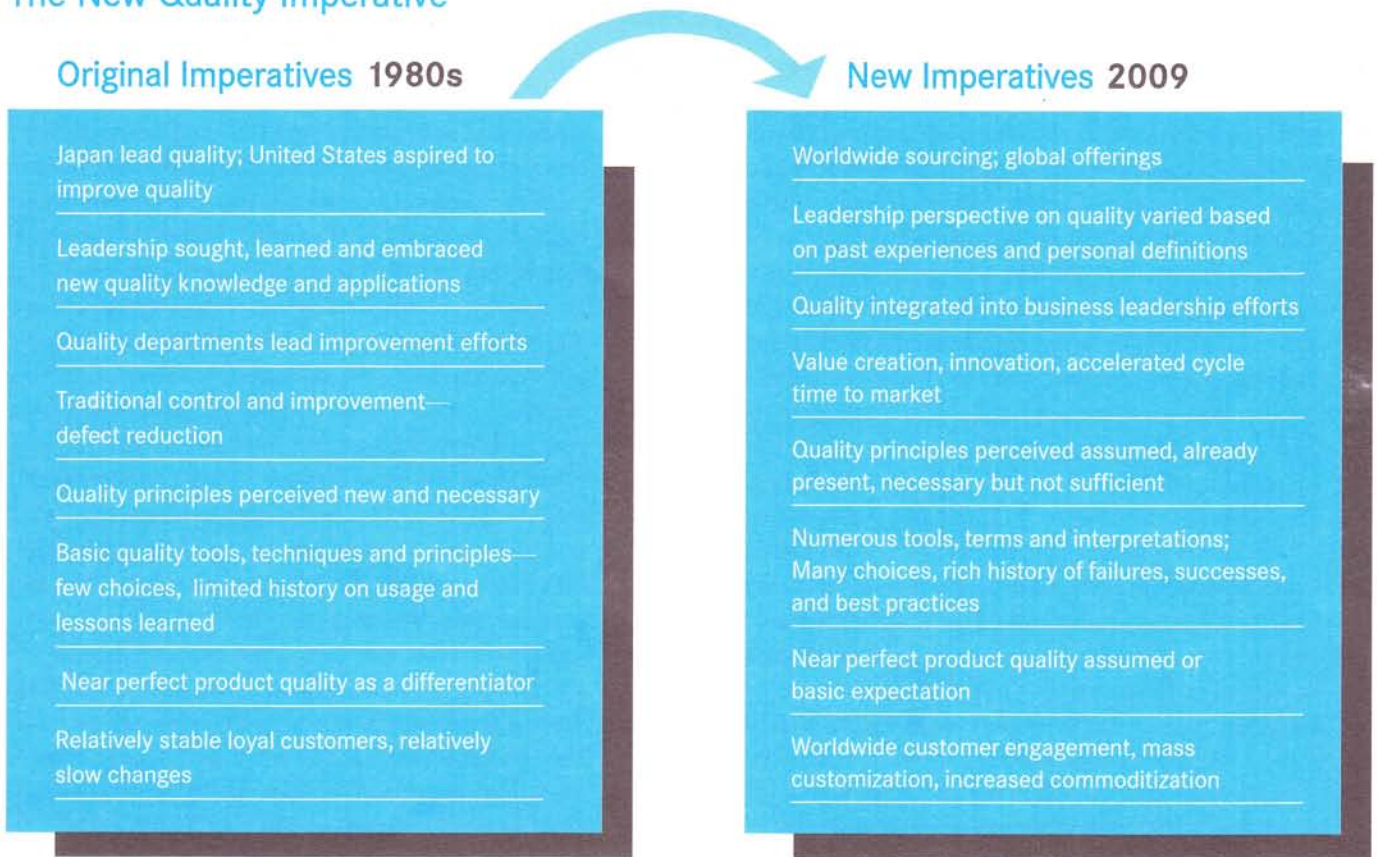 The New Quality Imperative
Original Imperatives 1980s
Japan lead quality; United States aspired to
improve quality
Leadership sought, learned and embraced
new quality knowledge and applications
Quality departments lead improvement efforts
Traditional control and improvement—
defect reduction
Quality principles perceived new and necessary
Basic quality tools, techniques and principles—
few choices, limited history on usage and
lessons learned
Near perfect product quality as a differentiator
Relatively stable loyal customers, relatively
slow changes
New Imperatives 2009
Worldwide sourcing; global offerings
Leadership perspective on quality varied based
on past experiences and personal definitions
Quality integrated into business leadership efforts
Value creation, innovation, accelerated cycle
time to market
Quality principles perceived assumed, already
present, necessary but not sufficient
Numerous tools, terms and interpretations;
Many choices, rich history of failures, successes,
and best practices
Near perfect product quality assumed or
basic expectation
Worldwide customer engagement, mass
customization, increased commoditization